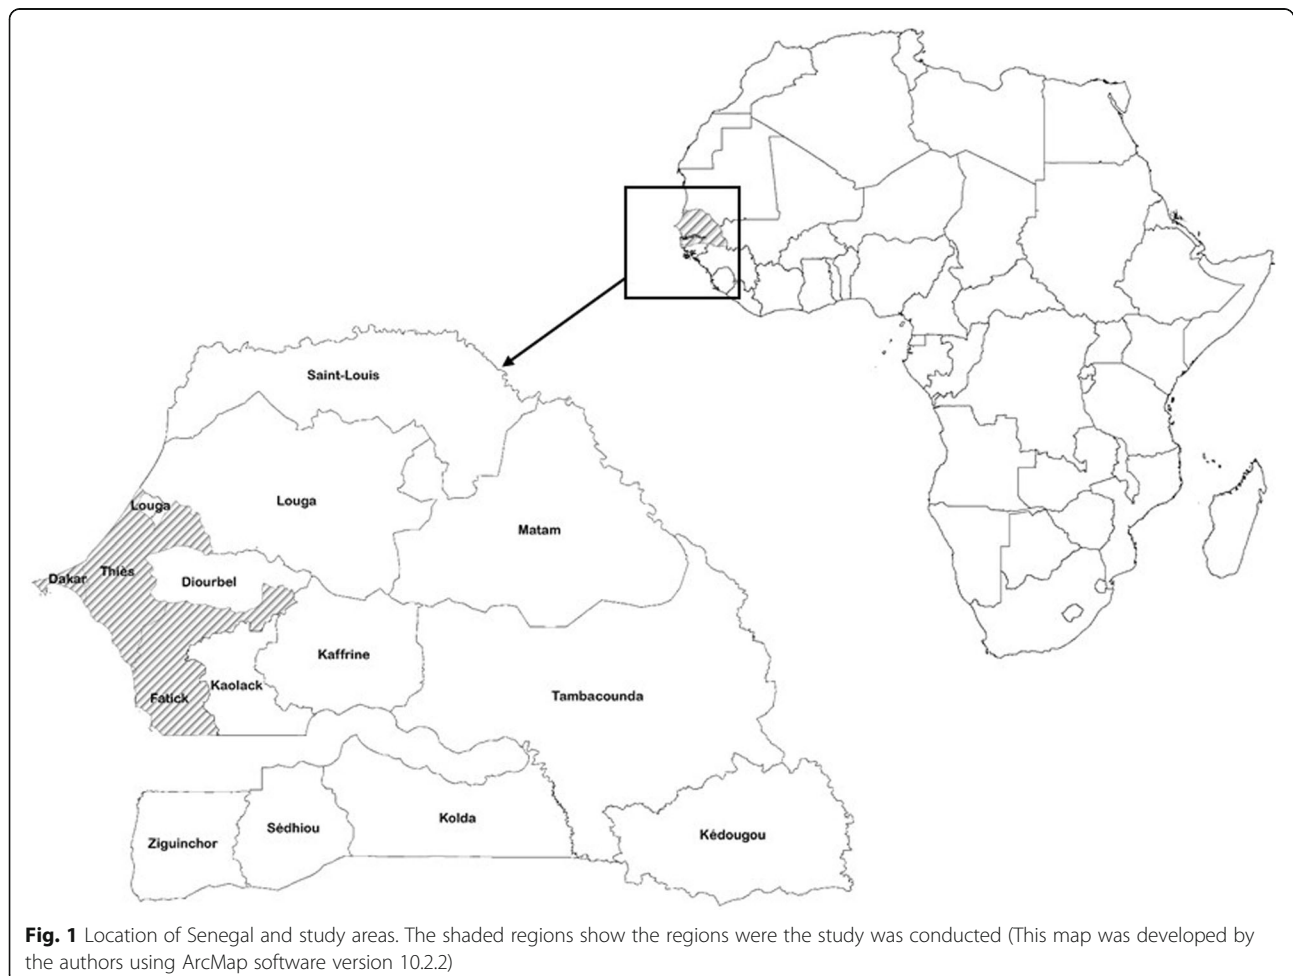 Saint-Louis
Louga
Louga
Matam
Dakar
Thiès
Diourbel
Kaffrine
Kaolack
Fatick
Tambacounda
Ziguinchor
Sédhiou
Kolda
Kédougou
Fig. 1 Location of Senegal and study areas. The shaded regions show the regions were the study was conducted (This map was developed by
the authors using ArcMap software version 10.2.2)